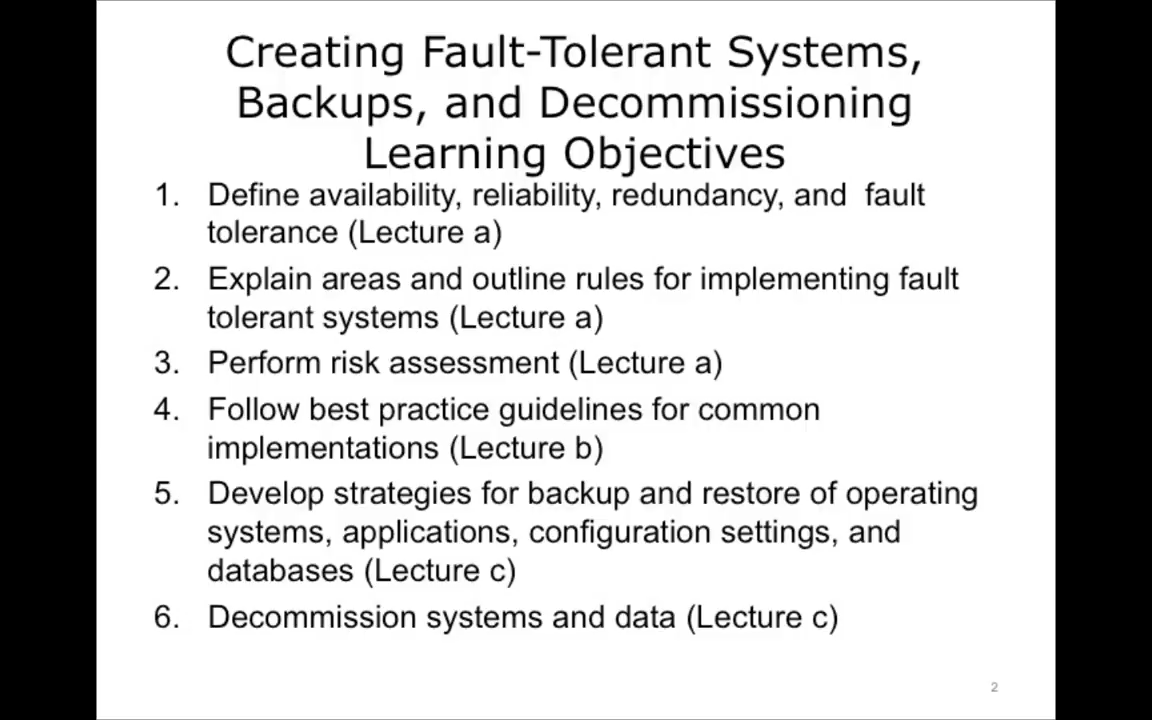 Creating Fault-Tolerant Systems,
Backups, and Decommissioning
Learning Objectives
1. Define availability, reliability, redundancy, and  fault
tolerance (Lecture a)
2. Explain areas and outline rules for implementing fault
tolerant systems (Lecture a)
3. Perform risk assessment (Lecture a)
4. Follow best practice guidelines for common
implementations (Lecture b)
5. Develop strategies for backup and restore of operating
systems, applications, configuration settings, and
databases (Lecture c)
6. Decommission systems and data (Lecture c)
2